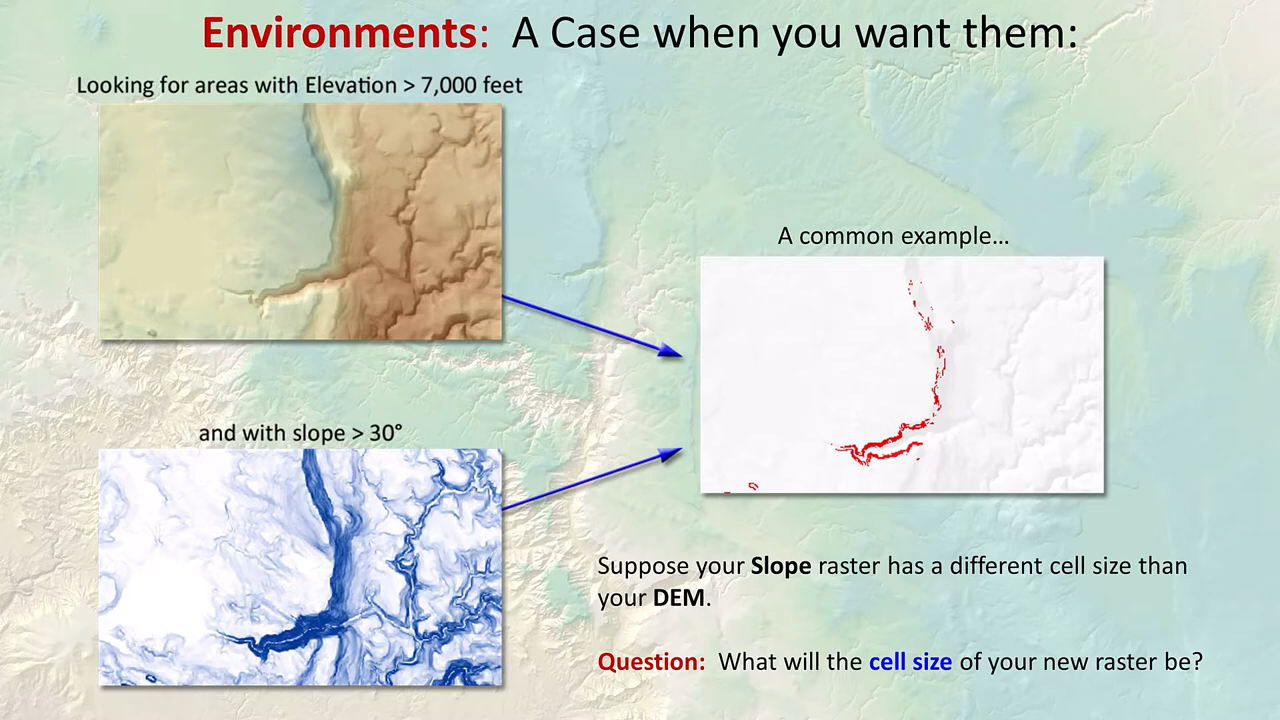 Environments: A Case when you want them:
Looking for areas with Elevation > 7,000 feet
A common example…
and with slope > 30°
Suppose your Slope raster has a different cell size than
your DEM.
Question: What will the cell size of your new raster be?